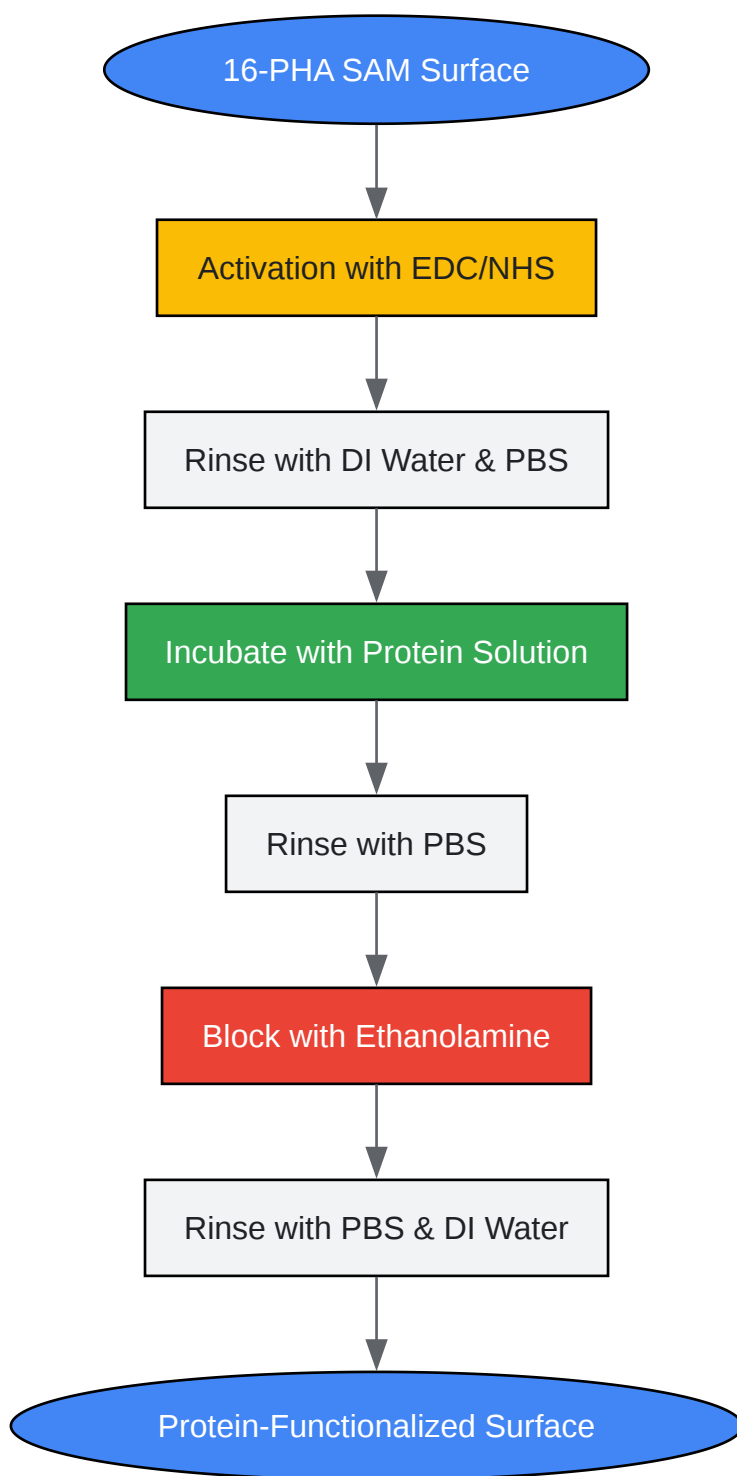 16-PHA SAM Surface
Activation with EDC/NHS
Rinse with DI Water & PBS
Incubate with Protein Solution
Rinse with PBS
Block with Ethanolamine
Rinse with PBS & DI Water
Protein-Functionalized Surface